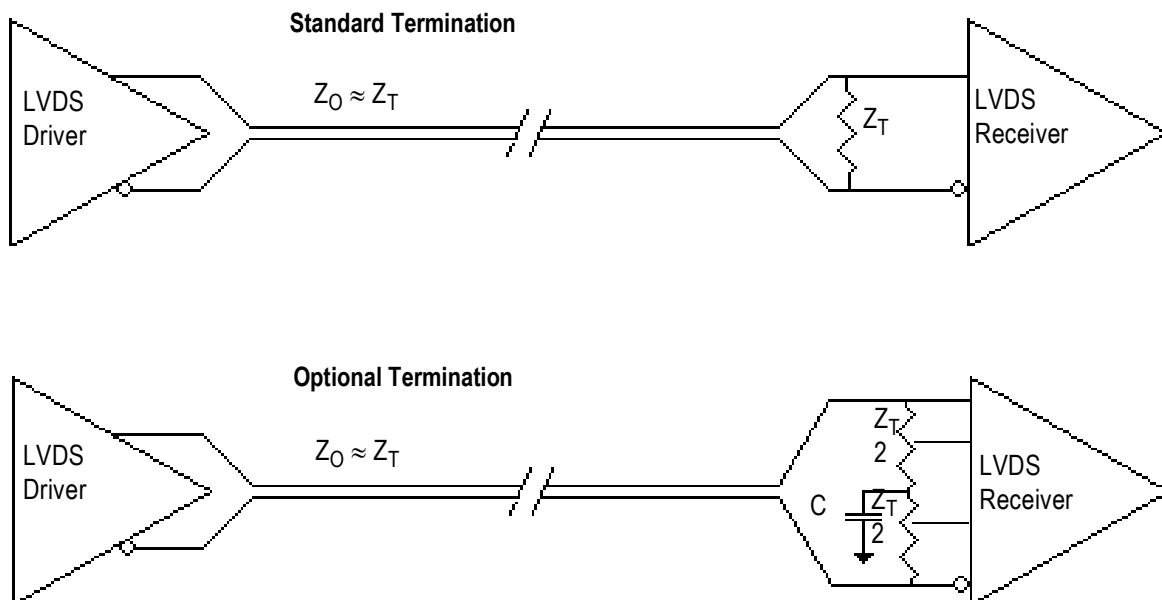 Standard Termination
LVDS
Driver
Z_O ≈ Z_T
Z_T
LVDS
Receiver
Optional Termination
LVDS
Driver
Z_O ≈ Z_T
Z_T
2
C
Z_T
2
LVDS
Receiver